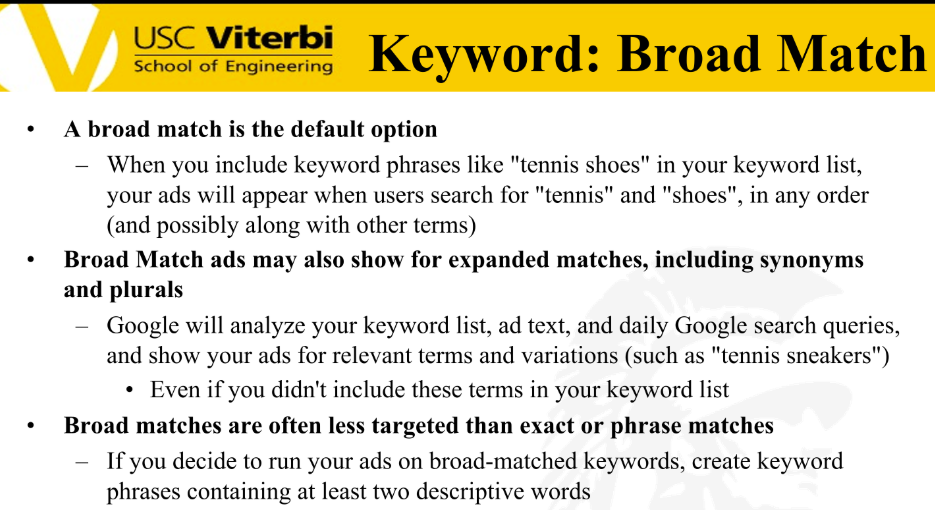 USC Viterbi
School of Engineering
Keyword: Broad Match
• A broad match is the default option
– When you include keyword phrases like "tennis shoes" in your keyword list,
your ads will appear when users search for "tennis" and "shoes", in any order
(and possibly along with other terms)
• Broad Match ads may also show for expanded matches, including synonyms
and plurals
– Google will analyze your keyword list, ad text, and daily Google search queries,
and show your ads for relevant terms and variations (such as "tennis sneakers")
• Even if you didn't include these terms in your keyword list
• Broad matches are often less targeted than exact or phrase matches
– If you decide to run your ads on broad-matched keywords, create keyword
phrases containing at least two descriptive words